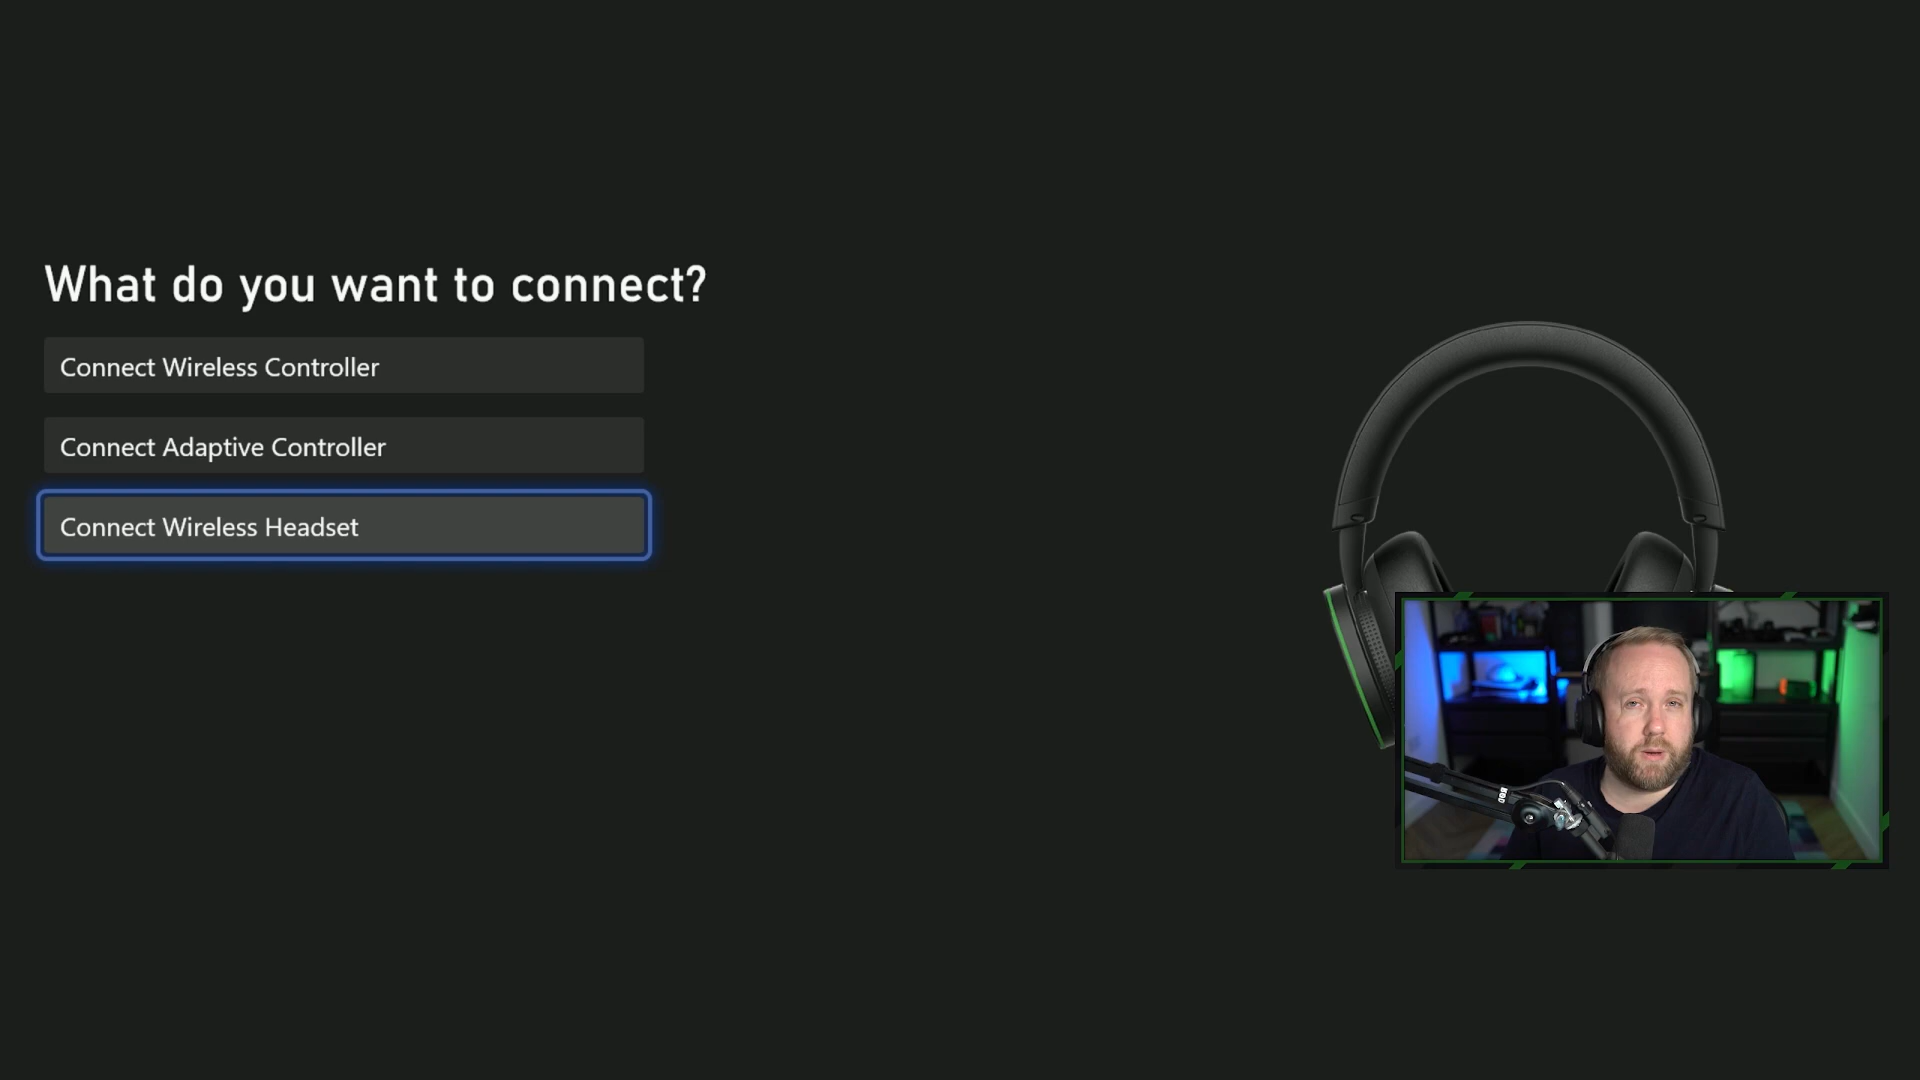 What do you want to connect?
Connect Wireless Controller
Connect Adaptive Controller
Connect Wireless Headset